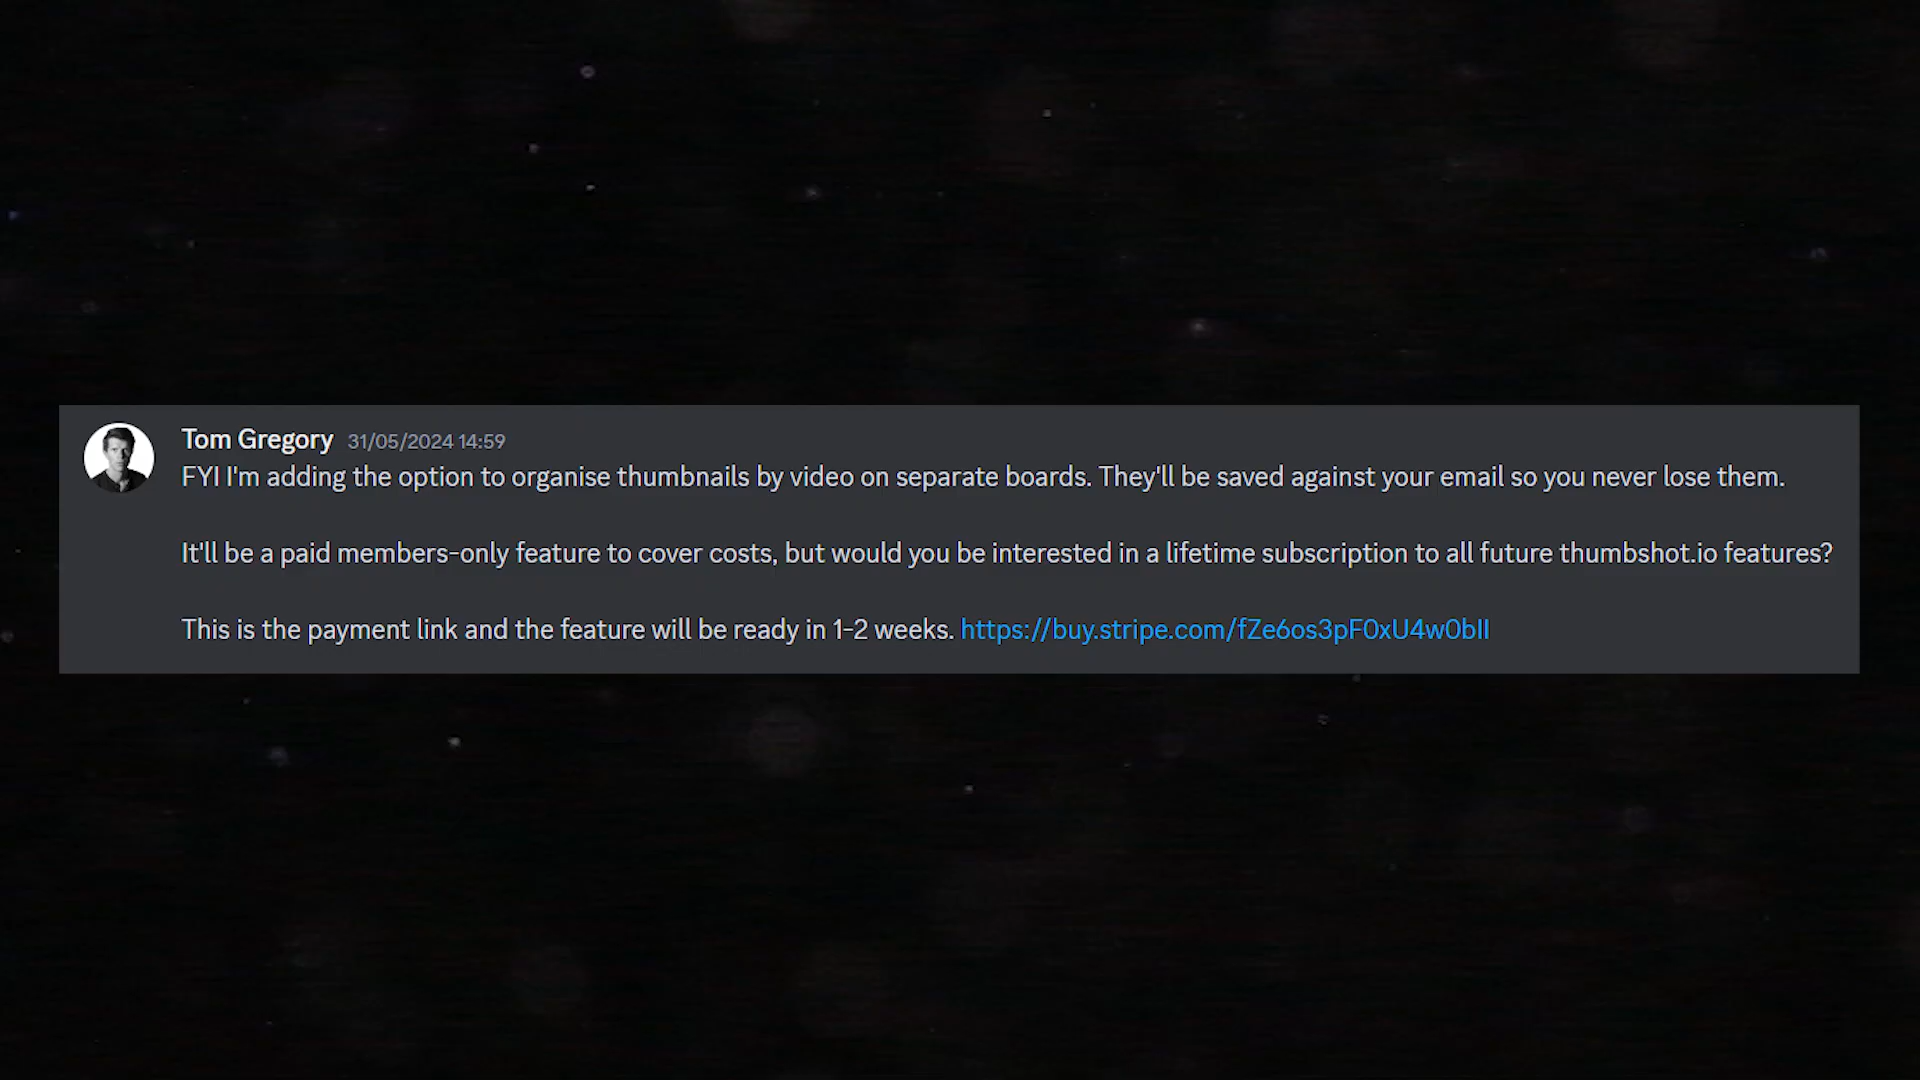 Tom Gregory 31/05/2024 14:59
FYI I'm adding the option to organise thumbnails by video on separate boards. They'll be saved against your email so you never lose them.
It'll be a paid members-only feature to cover costs, but would you be interested in a lifetime subscription to all future thumbshot.io features?
This is the payment link and the feature will be ready in 1-2 weeks. https://buy.stripe.com/fZe6os3pF0xU4w0bII